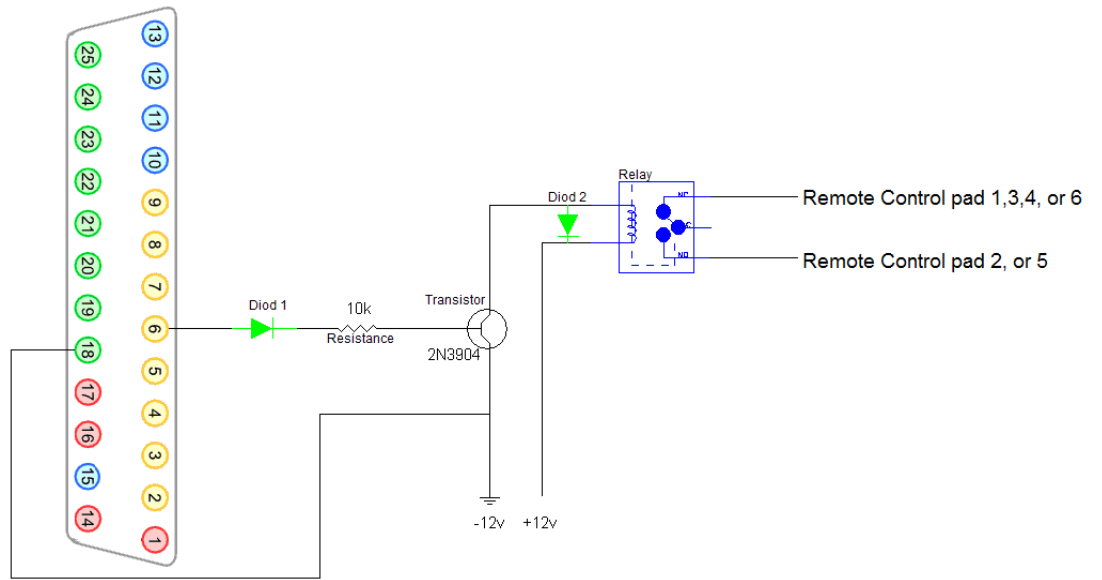 13
25
12
24
11
23
10
22
9
21
8
20
7
19
6
18
5
17
4
16
3
15
2
14
1
Diod 1
10k
Resistance
Transistor
2N3904
Diod 2
Relay
NC
C
NO
Remote Control pad 1,3,4, or 6
Remote Control pad 2, or 5
-12v
+12v